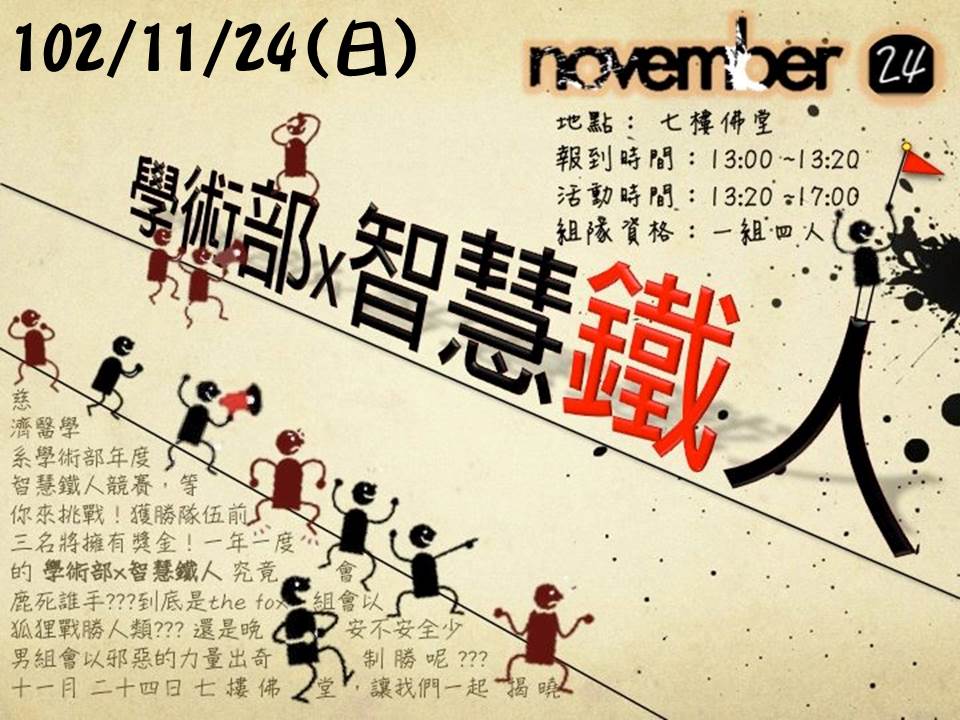 102/11/24(日)
november 24
地點： 七樓佛堂
報到時間：13:00 ~13:20
活動時間：13:20 ~17:00
組隊資格：一組四人
學術部x智慧鐵人
慈
濟醫學
系學術部年度
智慧鐵人競賽，等
你來挑戰！獲勝隊伍前
三名將擁有獎金！一年一度
的 學術部x智慧鐵人 究竟 會
鹿死誰手???到底是the fox 組會以
狐狸戰勝人類??? 還是晚 安不安全少
男組會以邪惡的力量出奇 制 勝 呢 ???
十一月 二十四日 七 樓 佛 堂，讓我們一起 揭 曉